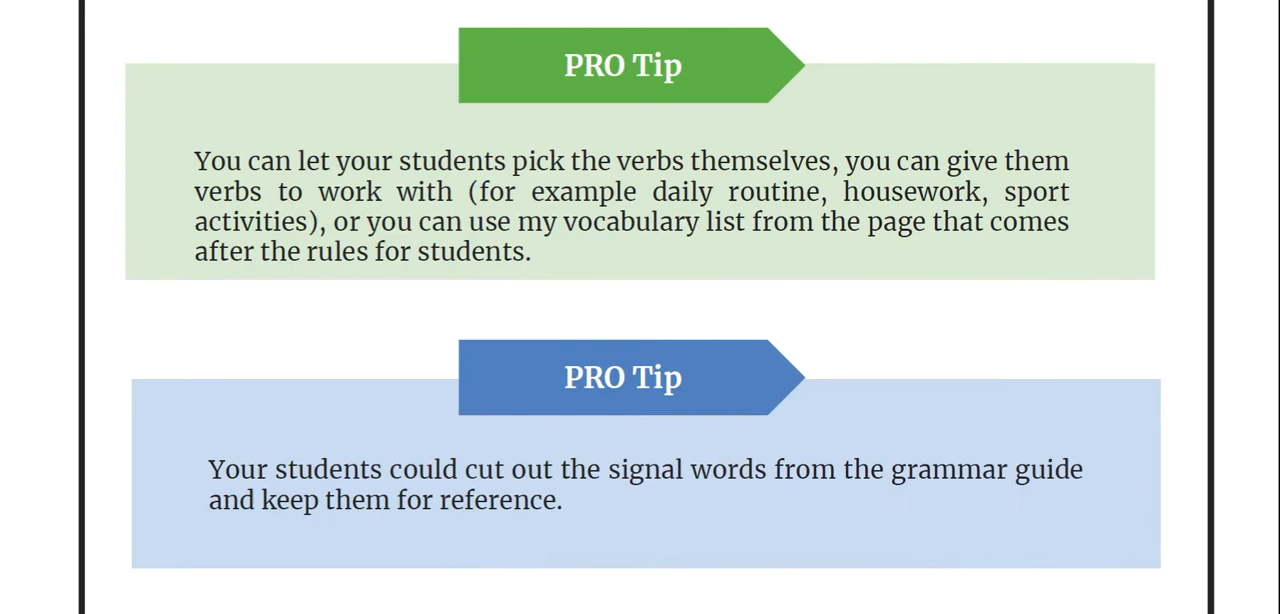 PRO Tip
You can let your students pick the verbs themselves, you can give them
verbs to work with (for example daily routine, housework, sport
activities), or you can use my vocabulary list from the page that comes
after the rules for students.
PRO Tip
Your students could cut out the signal words from the grammar guide
and keep them for reference.